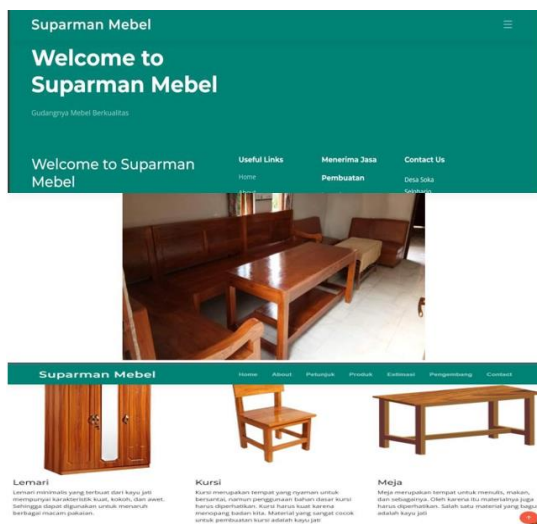 Suparman Mebel
Welcome to
Suparman Mebel
Gudangnya Mebel Berkualitas
Welcome to Suparman
Mebel
Useful Links
Home
About
Menerima Jasa
Pembuatan
Contact Us
Desa Soka
Suparman Mebel
Home About Petunjuk Produk Estimasi Pengembang Contact
Lemari
Lemari minimalis yang terbuat dari kayu jati
mempunyai karakteristik kuat, kokoh, dan awet.
Sehingga dapat digunakan untuk menaruh
berbagai macam pakaian.
Kursi
Kursi merupakan tempat yang nyaman untuk
bersantai, namun penggunaan bahan dasar kursi
harus diperhatikan. Kursi harus kuat karena
menopang badan kita. Material yang sangat cocok
untuk pembuatan kursi adalah kayu jati
Meja
Meja merupakan tempat untuk menulis, makan,
dan sebagainya. Oleh karena itu materialnya juga
harus diperhatikan. Salah satu material yang bagus
adalah kayu jati